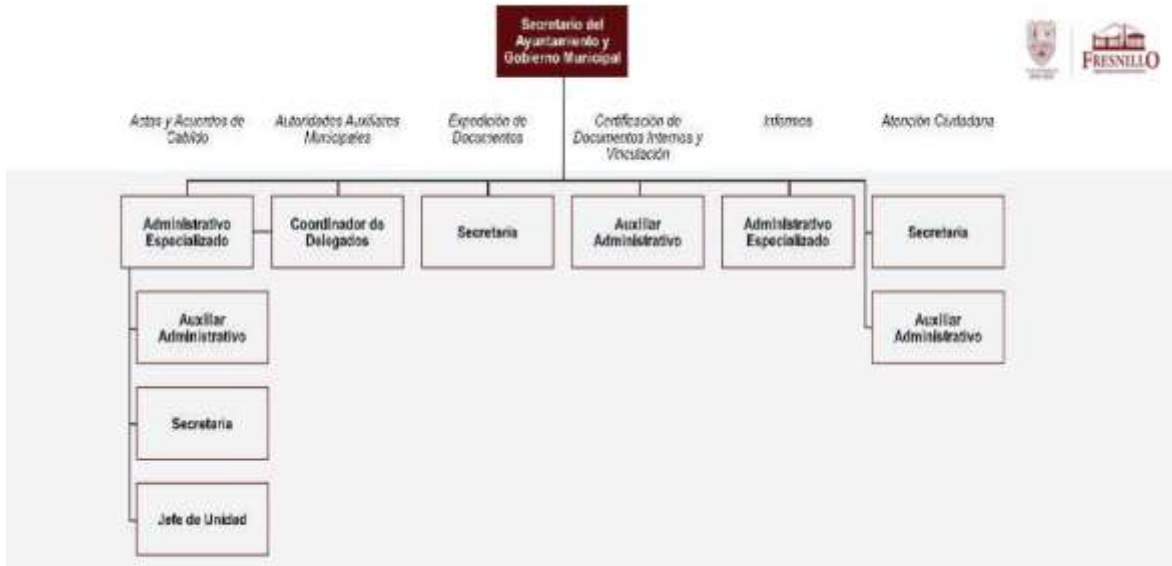 Secretario del
Ayuntamiento y
Gobierno Municipal
FRESNILLO
Actas y Acuerdos de
Cabildo
Autoridades Auxiliares
Municipales
Expedición de
Documentos
Certificación de
Documentos Internos y
Vinculación
Informes
Atención Ciudadana
Administrativo
Especializado
Coordinador de
Delegados
Secretaria
Auxiliar
Administrativo
Administrativo
Especializado
Secretaria
Auxiliar
Administrativo
Auxiliar
Administrativo
Secretaria
Jefe de Unidad